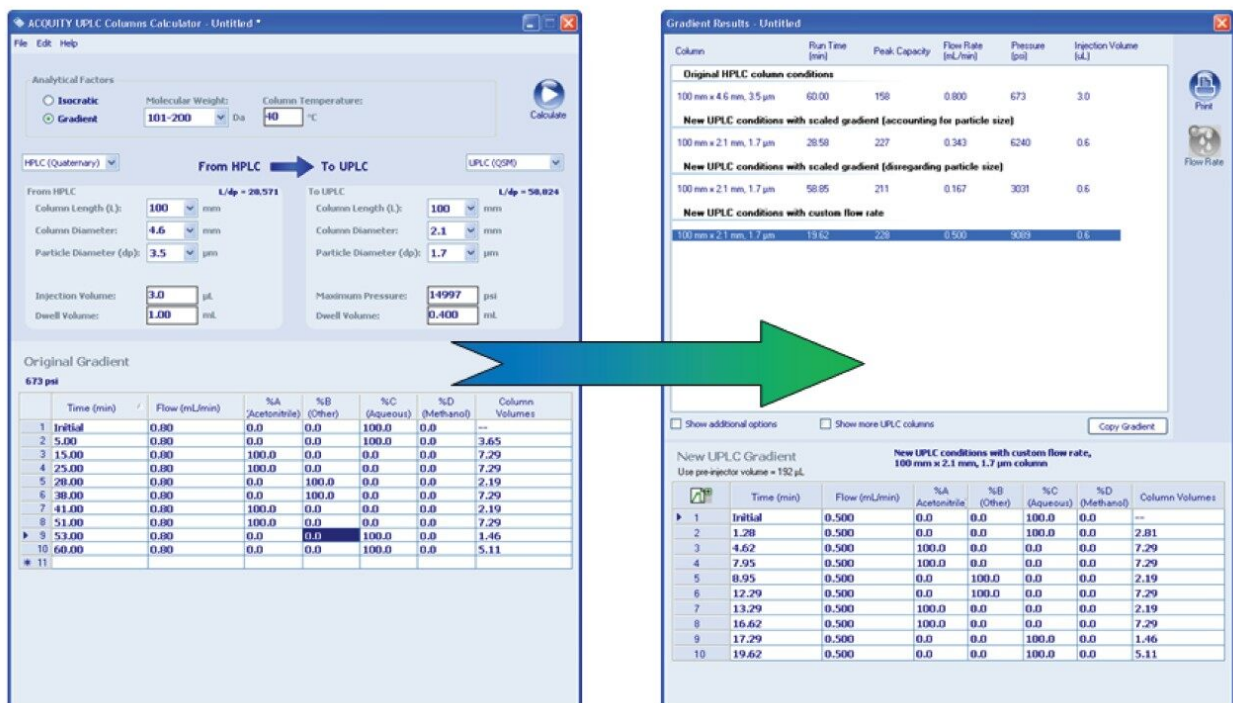 ACQUITY UPLC Columns Calculator - Untitled *
File Edit Help
Analytical Factors
Isocratic
Gradient
Molecular Weight:
101-200 Da
Column Temperature:
40 °C
Calculate
HPLC (Quaternary)
From HPLC To UPLC
UPLC (QSM)
From HPLC L/dp = 28,571
Column Length (L): 100 mm
Column Diameter: 4.6 mm
Particle Diameter (dp): 3.5 µm
Injection Volume: 3.0 µL
Dwell Volume: 1.00 mL
To UPLC L/dp = 58,824
Column Length (L): 100 mm
Column Diameter: 2.1 mm
Particle Diameter (dp): 1.7 µm
Maximum Pressure: 14997 psi
Dwell Volume: 0.400 mL
Original Gradient
673 psi
Time (min) Flow (mL/min) %A (Acetonitrile) %B (Other) %C (Aqueous) %D (Methanol) Column Volumes
1 Initial 0.80 0.0 0.0 100.0 0.0 --
2 5.00 0.80 0.0 0.0 100.0 0.0 3.65
3 15.00 0.80 100.0 0.0 0.0 0.0 7.29
4 25.00 0.80 100.0 0.0 0.0 0.0 7.29
5 28.00 0.80 0.0 100.0 0.0 0.0 2.19
6 38.00 0.80 0.0 100.0 0.0 0.0 7.29
7 41.00 0.80 100.0 0.0 0.0 0.0 2.19
8 51.00 0.80 100.0 0.0 0.0 0.0 7.29
9 53.00 0.80 0.0 0.0 100.0 0.0 1.46
10 60.00 0.80 0.0 0.0 100.0 0.0 5.11
* 11
Gradient Results - Untitled
Column Run Time (min) Peak Capacity Flow Rate (mL/min) Pressure (psi) Injection Volume (uL)
Original HPLC column conditions
100 mm x 4.6 mm, 3.5 µm 60.00 158 0.800 673 3.0
New UPLC conditions with scaled gradient (accounting for particle size)
100 mm x 2.1 mm, 1.7 µm 28.58 227 0.343 6240 0.6
New UPLC conditions with scaled gradient (disregarding particle size)
100 mm x 2.1 mm, 1.7 µm 58.85 211 0.167 3031 0.6
New UPLC conditions with custom flow rate
100 mm x 2.1 mm, 1.7 µm 19.62 228 0.500 9089 0.6
Print
Flow Rate
Show additional options
Show more UPLC columns
Copy Gradient
New UPLC Gradient
Use pre-injector volume = 192 µL
New UPLC conditions with custom flow rate,
100 mm x 2.1 mm, 1.7 µm column
Time (min) Flow (mL/min) %A Acetonitrile %B (Other) %C (Aqueous) %D (Methanol) Column Volumes
1 Initial 0.500 0.0 0.0 100.0 0.0 --
2 1.28 0.500 0.0 0.0 100.0 0.0 2.81
3 4.62 0.500 100.0 0.0 0.0 0.0 7.29
4 7.95 0.500 100.0 0.0 0.0 0.0 7.29
5 8.95 0.500 0.0 100.0 0.0 0.0 2.19
6 12.29 0.500 0.0 100.0 0.0 0.0 7.29
7 13.29 0.500 100.0 0.0 0.0 0.0 2.19
8 16.62 0.500 100.0 0.0 0.0 0.0 7.29
9 17.29 0.500 0.0 0.0 100.0 0.0 1.46
10 19.62 0.500 0.0 0.0 100.0 0.0 5.11